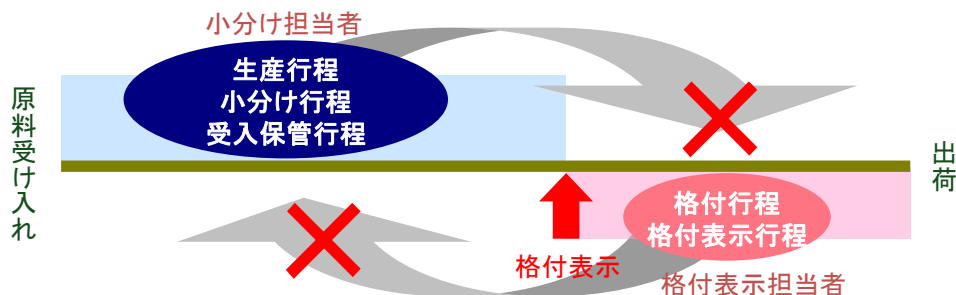 小分け担当者
生産行程
小分け行程
受入保管行程
原料受け入れ
出荷
格付行程
格付表示行程
格付表示
格付表示担当者